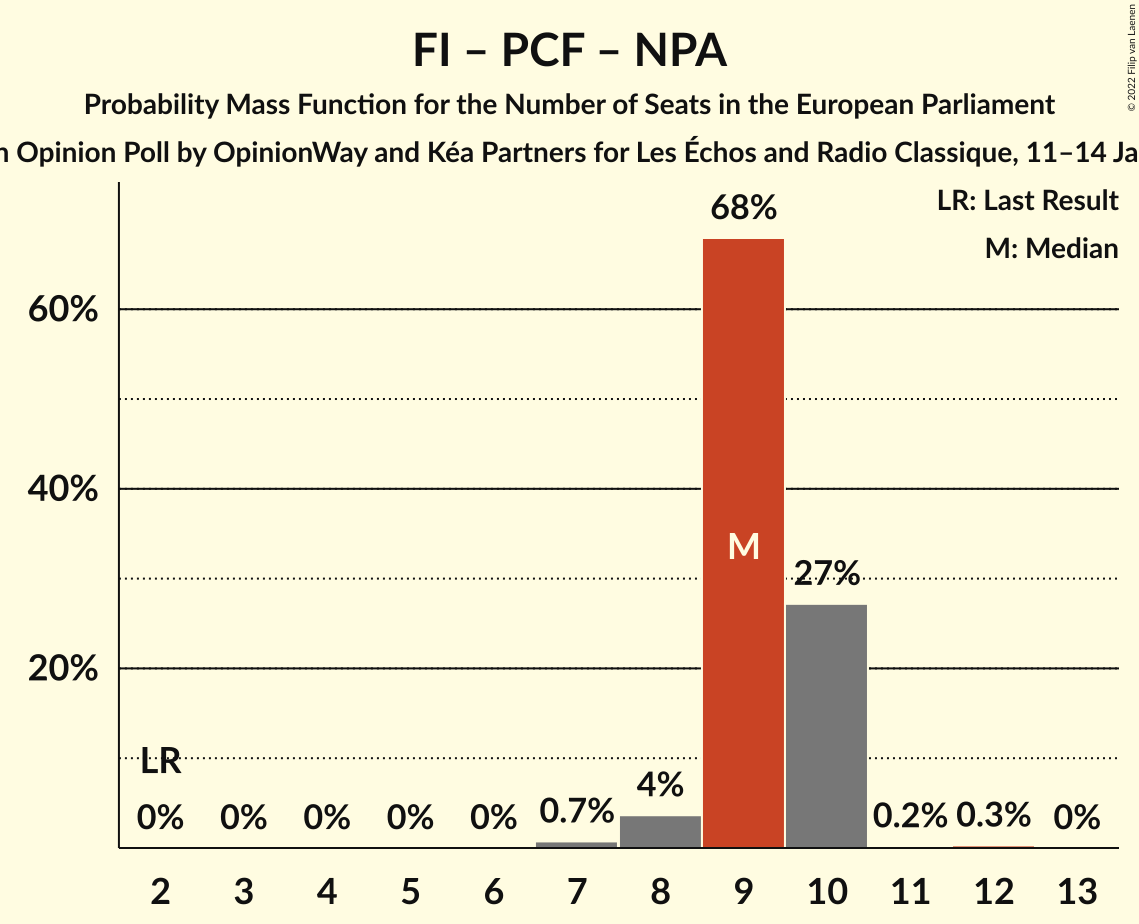 FI – PCF – NPA
Probability Mass Function for the Number of Seats in the European Parliament
Opinion Poll by OpinionWay and Kéa Partners for Les Échos and Radio Classique, 11–14
LR: Last Result
M: Median
68%
60%
40%
M
27%
20%
LR
0% 0% 0% 0% 0% 0.7% 4% 0.2% 0.3% 0%
2 3 4 5 6 7 8 9 10 11 12 13
© 2022 Filip van Laenen